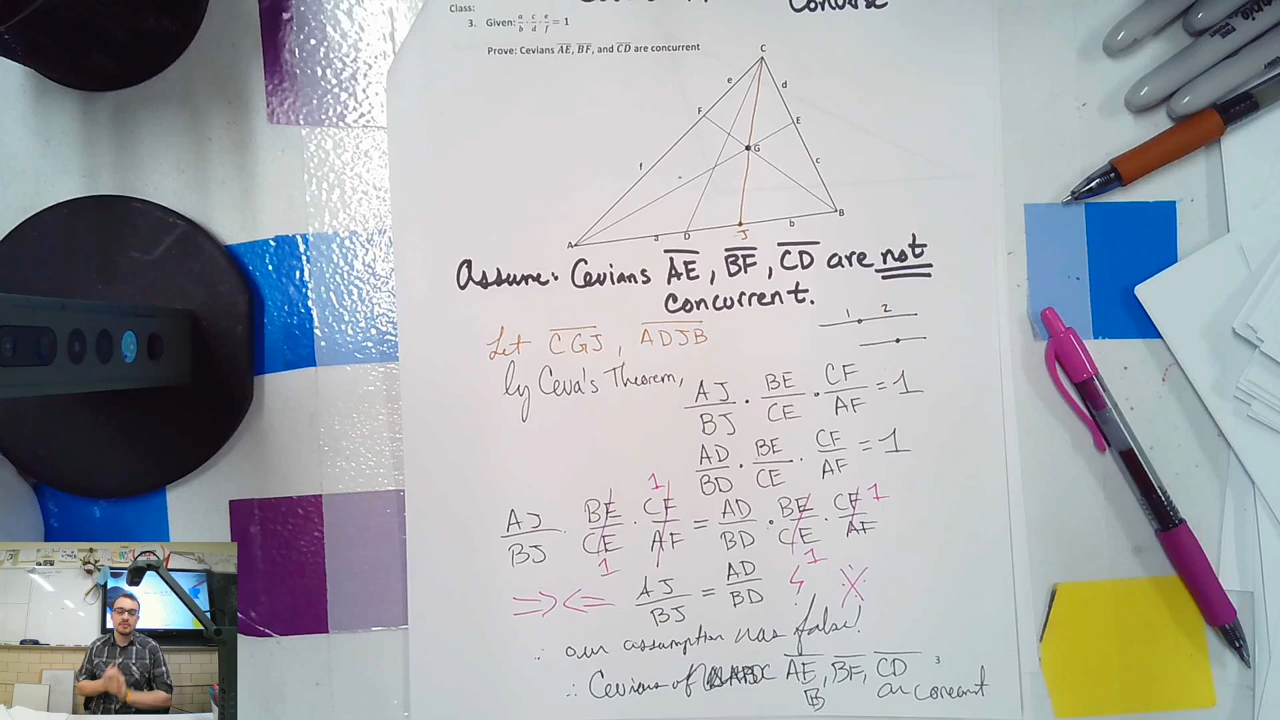 Class:
Converse
3. Given: a/b · c/d · e/f = 1
Prove: Cevians AE, BF, and CD are concurrent
C
e
d
F
E
G
f
c
A
a
D
J
b
B
Assume: Cevians AE, BF, CD are not
concurrent.
Let CGJ, ADJB
1 2
by Ceva's Theorem,
AJ/BJ · BE/CE · CF/AF = 1
AD/BD · BE/CE · CF/AF = 1
1 1
AJ/BJ · BE/CE · CF/AF = AD/BD · BE/CE · CF/AF
1 1
⇒⇐ AJ/BJ = AD/BD
∴ our assumption was false!
∴ Cevians of AE, BF, CD
are concurrent